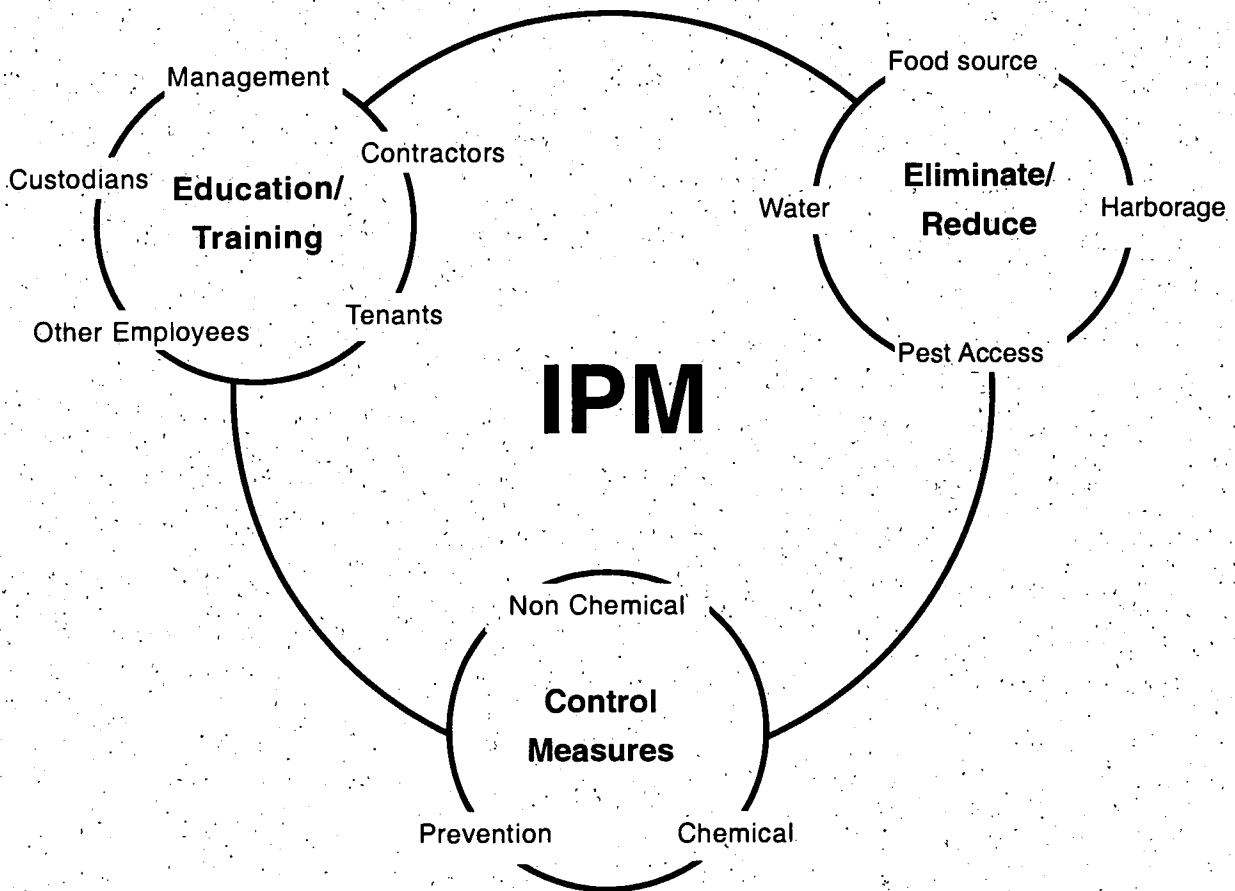 Management
Contractors
Custodians
Education/
Training
Other Employees
Tenants
Food source
Eliminate/
Reduce
Water
Harborage
Pest Access
IPM
Non Chemical
Control
Measures
Prevention
Chemical